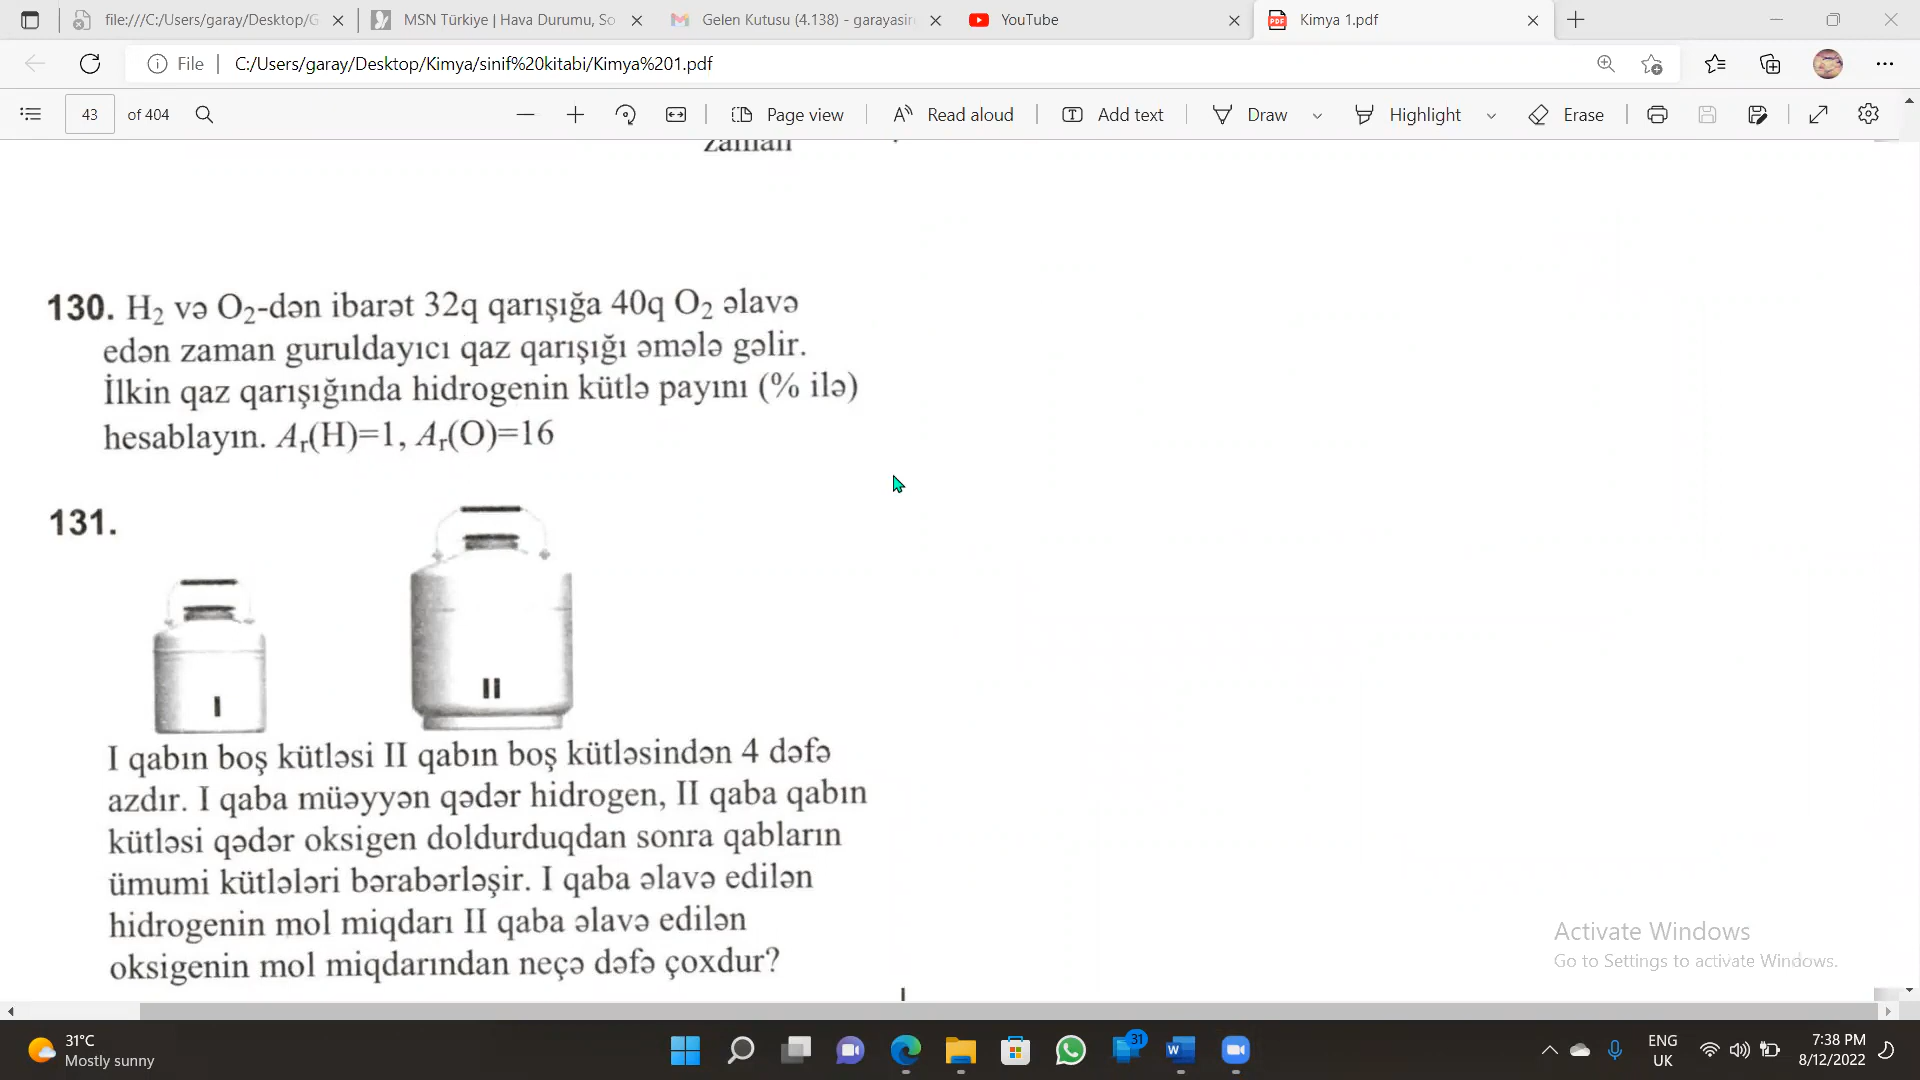 file:///C:/Users/garay/Desktop/G
MSN Türkiye | Hava Durumu, So
Gelen Kutusu (4.138) - garayasir
YouTube
Kimya 1.pdf
File
C:/Users/garay/Desktop/Kimya/sinif%20kitabi/Kimya%201.pdf
43 of 404
Page view
Read aloud
Add text
Draw
Highlight
Erase
zaman
130. H₂ və O₂-dən ibarət 32q qarışığa 40q O₂ əlavə
edən zaman guruldayıcı qaz qarışığı əmələ gəlir.
İlkin qaz qarışığında hidrogenin kütlə payını (% ilə)
hesablayın. Aᵣ(H)=1, Aᵣ(O)=16
131.
I
II
I qabın boş kütləsi II qabın boş kütləsindən 4 dəfə
azdır. I qaba müəyyən qədər hidrogen, II qaba qabın
kütləsi qədər oksigen doldurduqdan sonra qabların
ümumi kütlələri bərabərləşir. I qaba əlavə edilən
hidrogenin mol miqdarı II qaba əlavə edilən
oksigenin mol miqdarından neçə dəfə çoxdur?
Activate Windows
Go to Settings to activate Windows.
31°C
Mostly sunny
31
ENG
UK
7:38 PM
8/12/2022